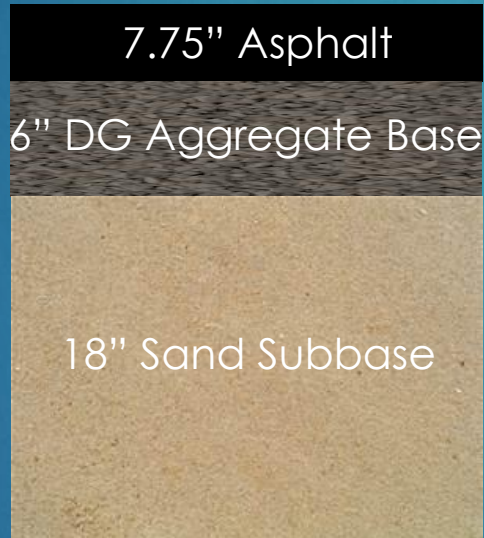 7.75” Asphalt
6” DG Aggregate Base
18” Sand Subbase